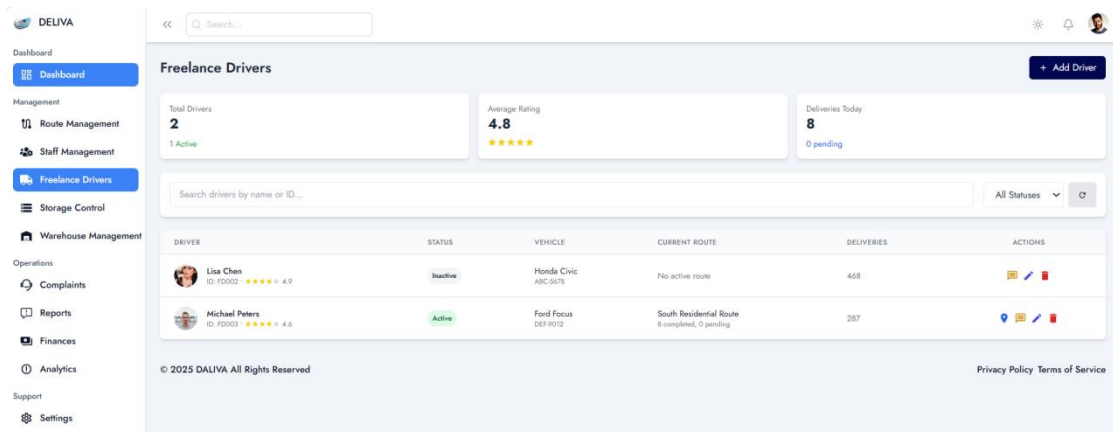 DELIVA
Search...
Dashboard
Dashboard
Management
Route Management
Staff Management
Freelance Drivers
Storage Control
Warehouse Management
Operations
Complaints
Reports
Finances
Analytics
Support
Settings
Freelance Drivers
+ Add Driver
Total Drivers
2
1 Active
Average Rating
4.8
Deliveries Today
8
0 pending
Search drivers by name or ID...
All Statuses
DRIVER STATUS VEHICLE CURRENT ROUTE DELIVERIES ACTIONS
Lisa Chen Inactive Honda Civic No active route 468
ID: FD002 · 4.9 ABC-5678
Michael Peters Active Ford Focus South Residential Route 287
ID: FD003 · 4.6 DEF-9012 8 completed, 0 pending
© 2025 DALIVA All Rights Reserved Privacy Policy Terms of Service